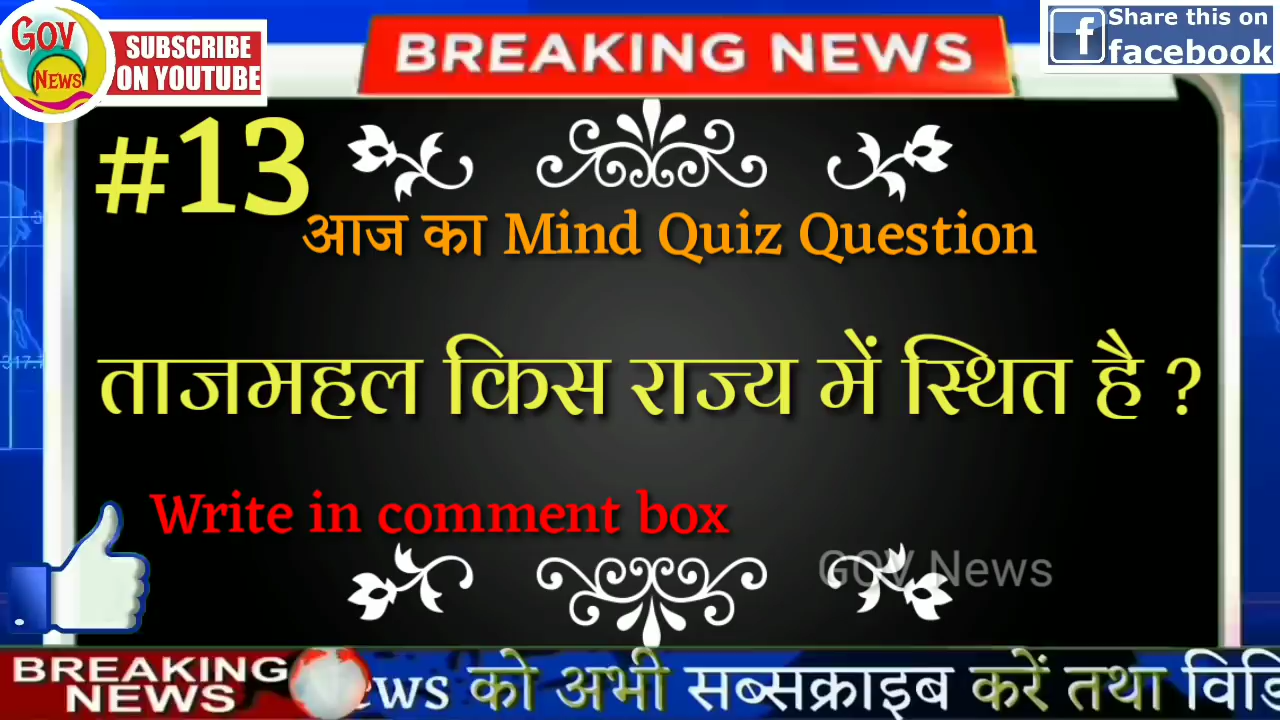 GOV
NEWS
SUBSCRIBE
ON YOUTUBE
BREAKING NEWS
Share this on
facebook
#13
आज का Mind Quiz Question
ताजमहल किस राज्य में स्थित है ?
Write in comment box
GOV News
BREAKING
NEWS
ews को अभी सब्सक्राइब करें तथा